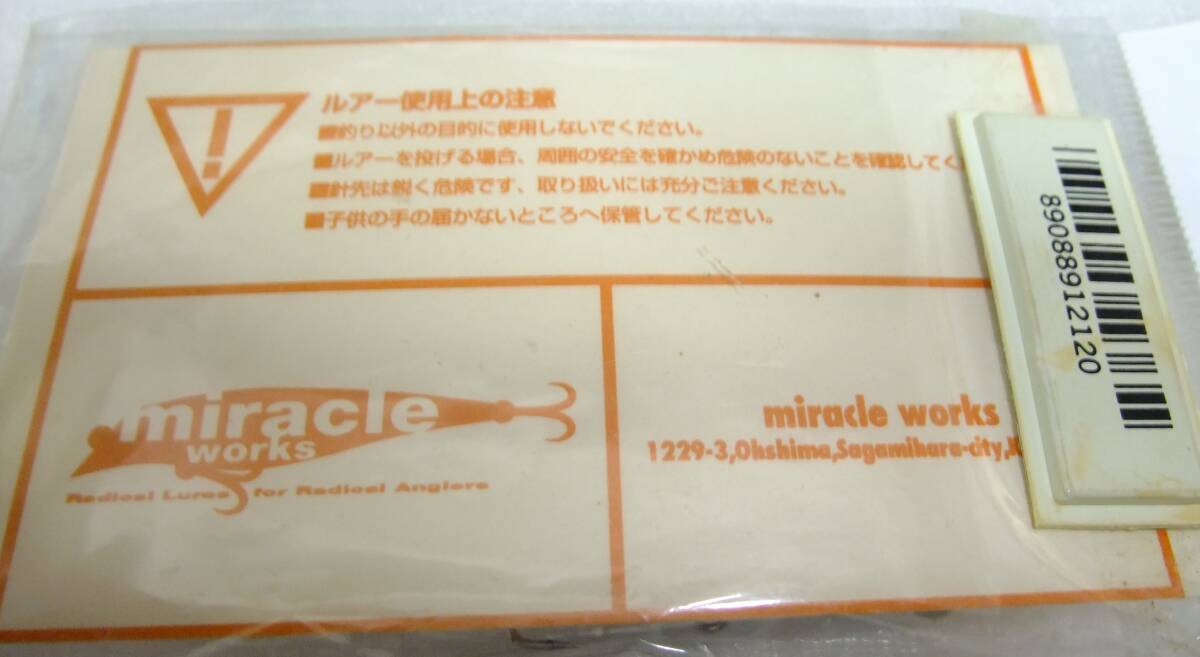 ルアー使用上の注意
■釣り以外の目的に使用しないでください。
■ルアーを投げる場合、周囲の安全を確かめ危険のないことを確認してく
■針先は鋭く危険です、取り扱いには充分ご注意ください。
■子供の手の届かないところへ保管してください。
miracle
works
Radical Lures for Radical Anglers
miracle works
1229-3,Ohshima,Sagamihara-city,
89088912120